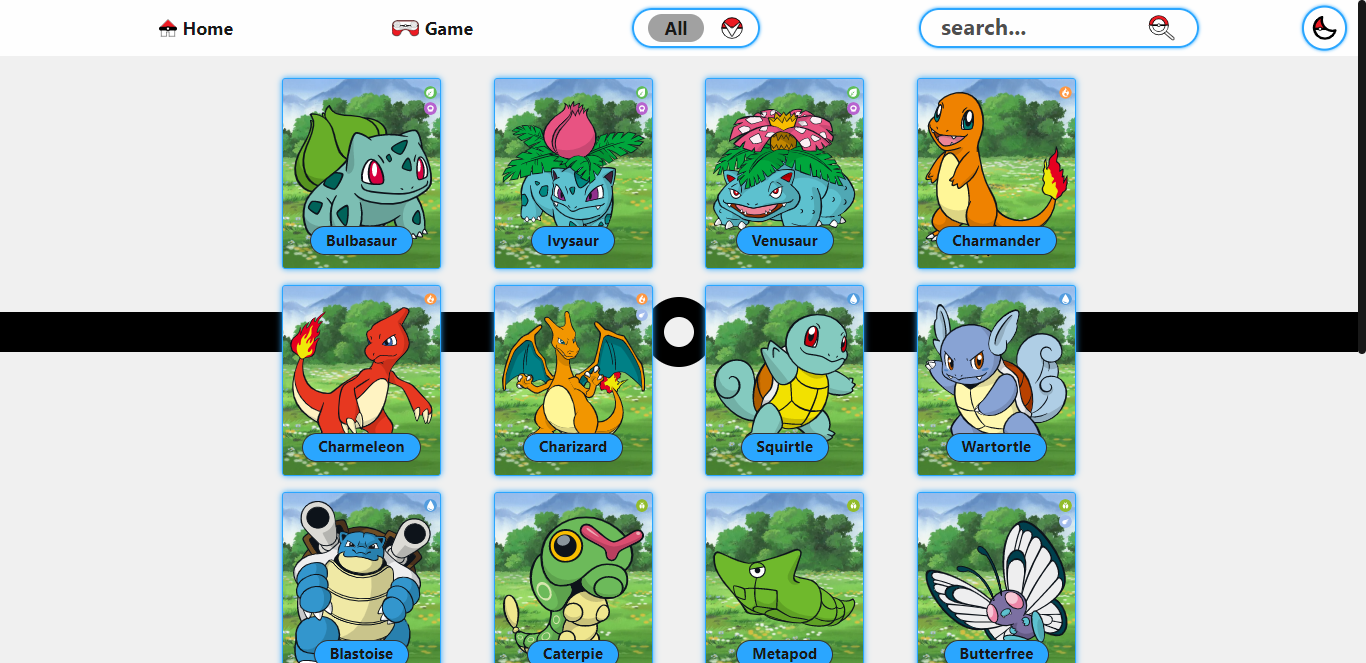 Home
Game
All
search...
Bulbasaur
Ivysaur
Venusaur
Charmander
Charmeleon
Charizard
Squirtle
Wartortle
Blastoise
Caterpie
Metapod
Butterfree